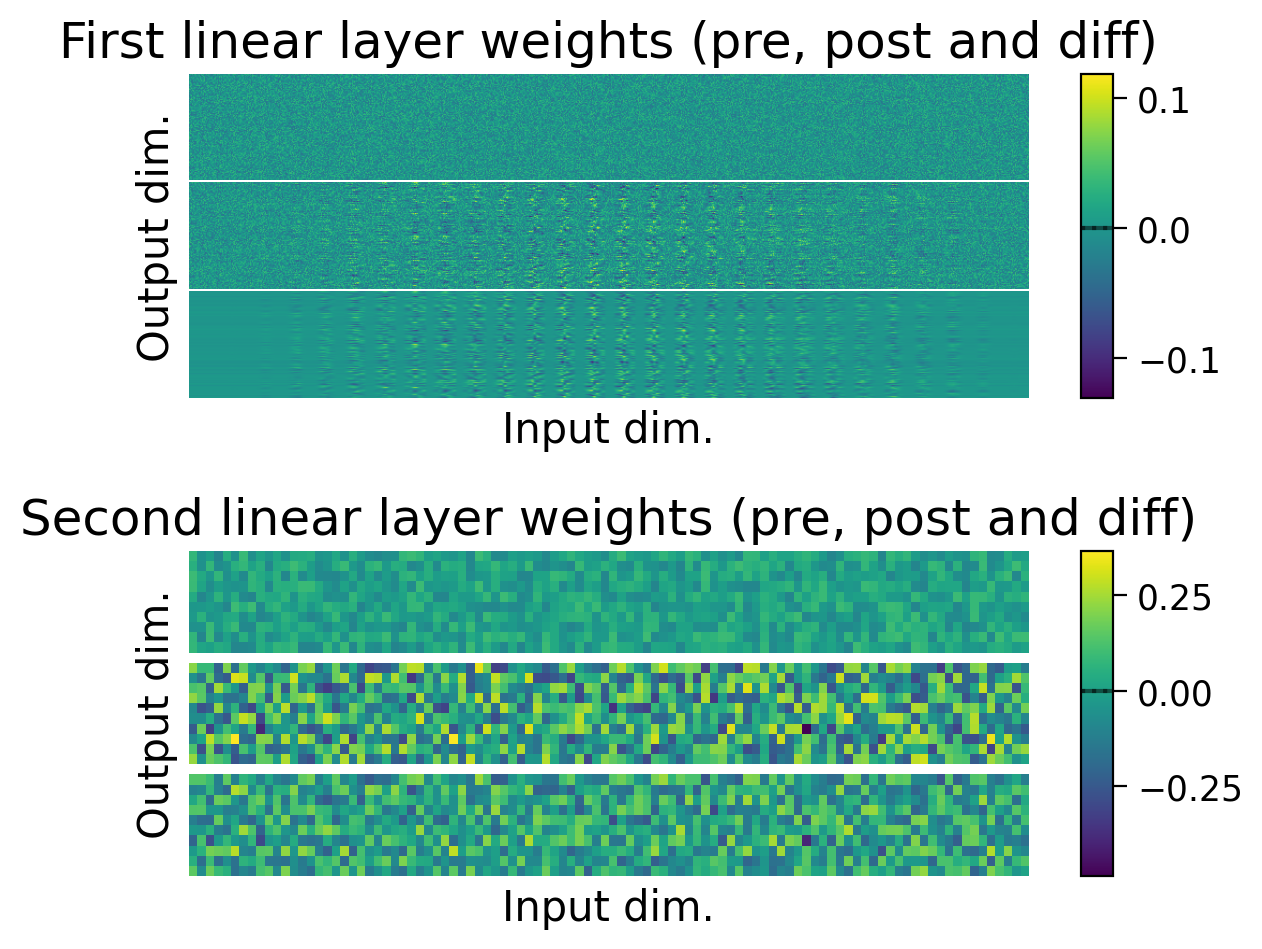 First linear layer weights (pre, post and diff)
Output dim.
0.1
0.0
−0.1
Input dim.
Second linear layer weights (pre, post and diff)
Output dim.
0.25
0.00
−0.25
Input dim.